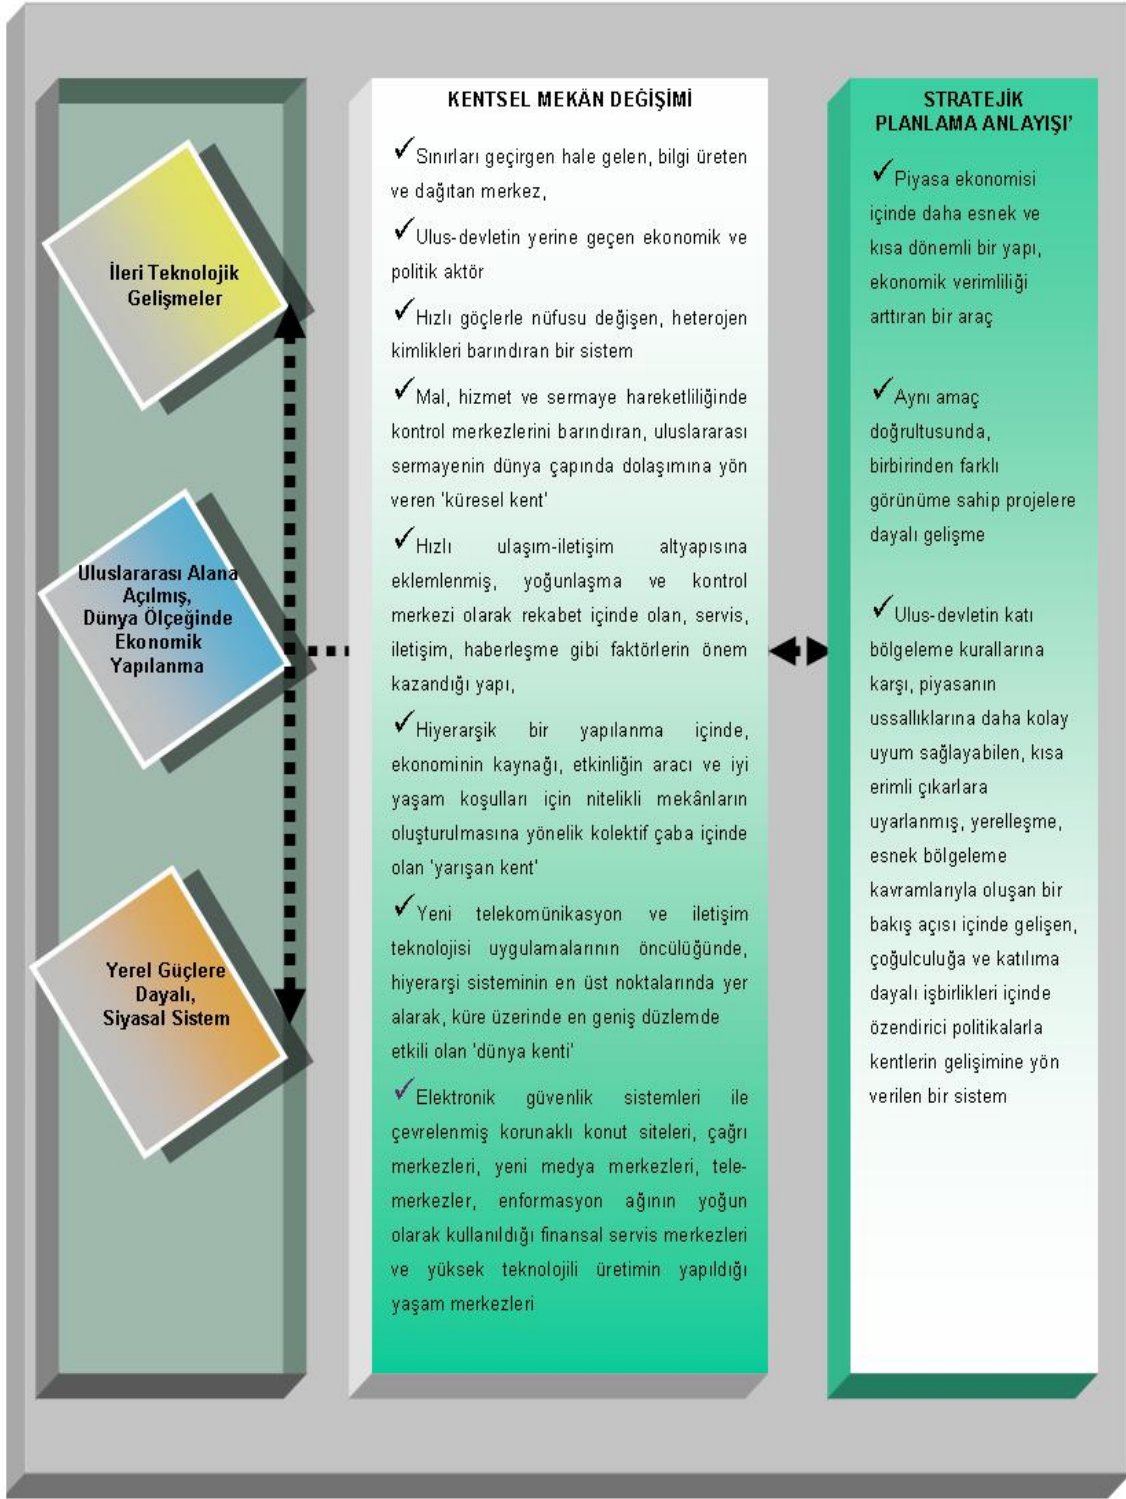 İleri Teknolojik
Gelişmeler
Uluslararası Alana
Açılmış,
Dünya Ölçeğinde
Ekonomik
Yapılanma
Yerel Güçlere
Dayalı,
Siyasal Sistem
KENTSEL MEKÂN DEĞİŞİMİ
✓Sınırları geçirgen hale gelen, bilgi üreten
ve dağıtan merkez,
✓Ulus-devletin yerine geçen ekonomik ve
politik aktör
✓Hızlı göçlerle nüfusu değişen, heterojen
kimlikleri barındıran bir sistem
✓Mal, hizmet ve sermaye hareketliliğinde
kontrol merkezlerini barındıran, uluslararası
sermayenin dünya çapında dolaşımına yön
veren 'küresel kent'
✓Hızlı ulaşım-iletişim altyapısına
eklemlenmiş, yoğunlaşma ve kontrol
merkezi olarak rekabet içinde olan, servis,
iletişim, haberleşme gibi faktörlerin önem
kazandığı yapı,
✓Hiyerarşik bir yapılanma içinde,
ekonominin kaynağı, etkinliğin aracı ve iyi
yaşam koşulları için nitelikli mekânların
oluşturulmasına yönelik kolektif çaba içinde
olan 'yarışan kent'
✓Yeni telekomünikasyon ve iletişim
teknolojisi uygulamalarının öncülüğünde,
hiyerarşi sisteminin en üst noktalarında yer
alarak, küre üzerinde en geniş düzlemde
etkili olan 'dünya kenti'
✓Elektronik güvenlik sistemleri ile
çevrelenmiş korunaklı konut siteleri, çağrı
merkezleri, yeni medya merkezleri, tele-
merkezler, enformasyon ağının yoğun
olarak kullanıldığı finansal servis merkezleri
ve yüksek teknolojili üretimin yapıldığı
yaşam merkezleri
STRATEJİK
PLANLAMA ANLAYIŞI'
✓Piyasa ekonomisi
içinde daha esnek ve
kısa dönemli bir yapı,
ekonomik verimliliği
arttıran bir araç
✓Aynı amaç
doğrultusunda,
birbirinden farklı
görünüme sahip projelere
dayalı gelişme
✓Ulus-devletin katı
bölgeleme kurallarına
karşı, piyasanın
ussallıklarına daha kolay
uyum sağlayabilen, kısa
erimli çıkarlara
uyarlanmış, yerelleşme,
esnek bölgeleme
kavramlarıyla oluşan bir
bakış açısı içinde gelişen,
çoğulculuğa ve katılıma
dayalı işbirlikleri içinde
özendirici politikalarla
kentlerin gelişimine yön
verilen bir sistem